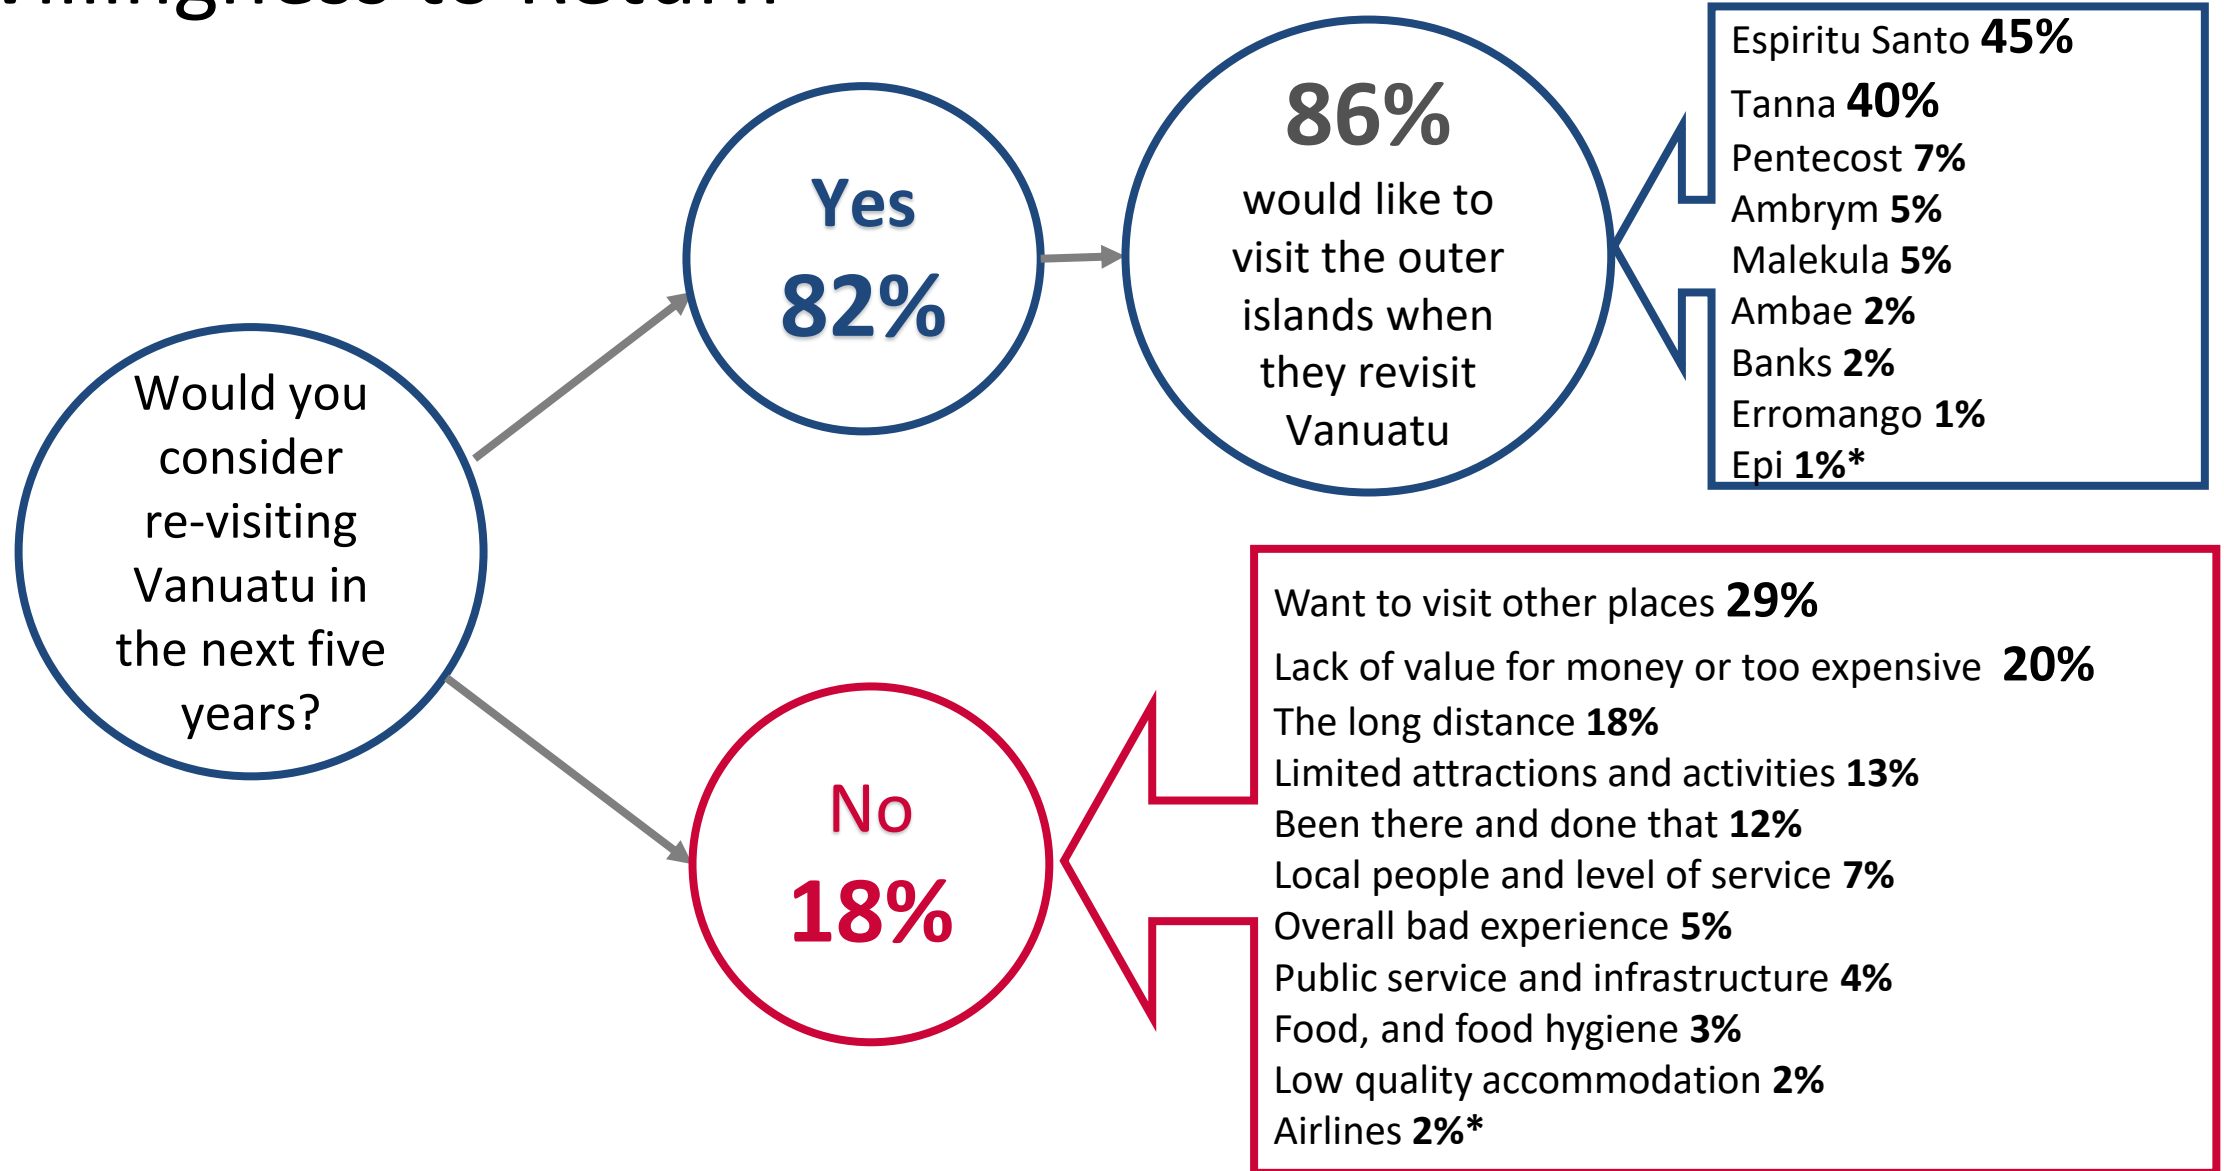 to Return
Would you
consider
re-visiting
Vanuatu in
the next five
years?
Yes
82%
86%
would like to
visit the outer
islands when
they revisit
Vanuatu
Espiritu Santo 45%
Tanna 40%
Pentecost 7%
Ambrym 5%
Malekula 5%
Ambae 2%
Banks 2%
Erromango 1%
Epi 1%*
No
18%
Want to visit other places 29%
Lack of value for money or too expensive 20%
The long distance 18%
Limited attractions and activities 13%
Been there and done that 12%
Local people and level of service 7%
Overall bad experience 5%
Public service and infrastructure 4%
Food, and food hygiene 3%
Low quality accommodation 2%
Airlines 2%*